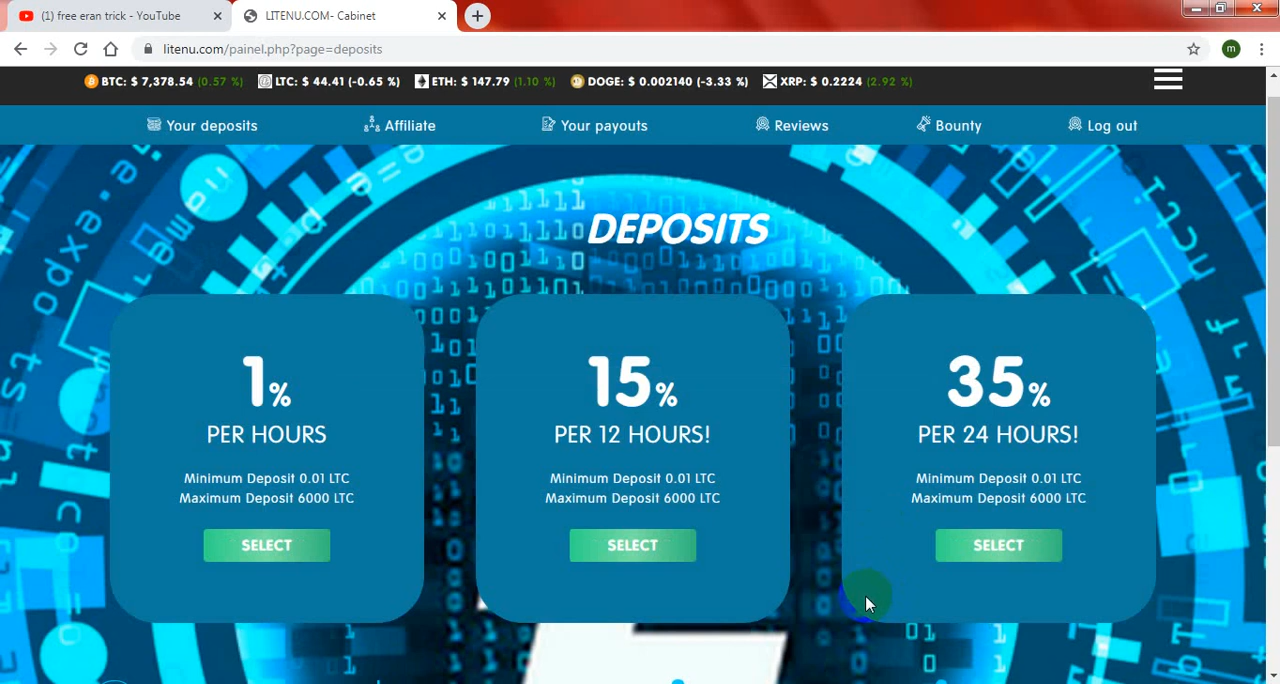 (1) free eran trick - YouTube
LITENU.COM- Cabinet
litenu.com/painel.php?page=deposits
m
BTC: $ 7,378.54 (0.57 %) LTC: $ 44.41 (-0.65 %) ETH: $ 147.79 (1.10 %) DOGE: $ 0.002140 (-3.33 %) XRP: $ 0.2224 (2.92 %)
Your deposits Affiliate Your payouts Reviews Bounty Log out
DEPOSITS
1%
PER HOURS
Minimum Deposit 0.01 LTC
Maximum Deposit 6000 LTC
SELECT
15%
PER 12 HOURS!
Minimum Deposit 0.01 LTC
Maximum Deposit 6000 LTC
SELECT
35%
PER 24 HOURS!
Minimum Deposit 0.01 LTC
Maximum Deposit 6000 LTC
SELECT